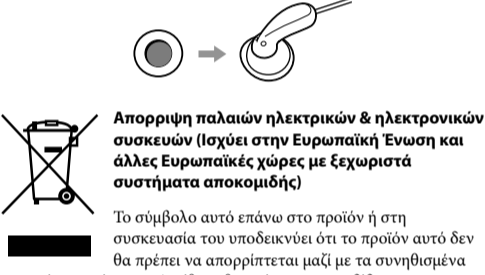 Απορριψη παλαιών ηλεκτρικών & ηλεκτρονικών
συσκευών (Ισχύει στην Ευρωπαϊκή Ένωση και
άλλες Ευρωπαϊκές χώρες με ξεχωριστά
συστήματα αποκομιδής)
Το σύμβολο αυτό επάνω στο προϊόν ή στη
συσκευασία του υποδεικνύει ότι το προϊόν αυτό δεν
θα πρέπει να απορρίπτεται μαζί με τα συνηθισμένα